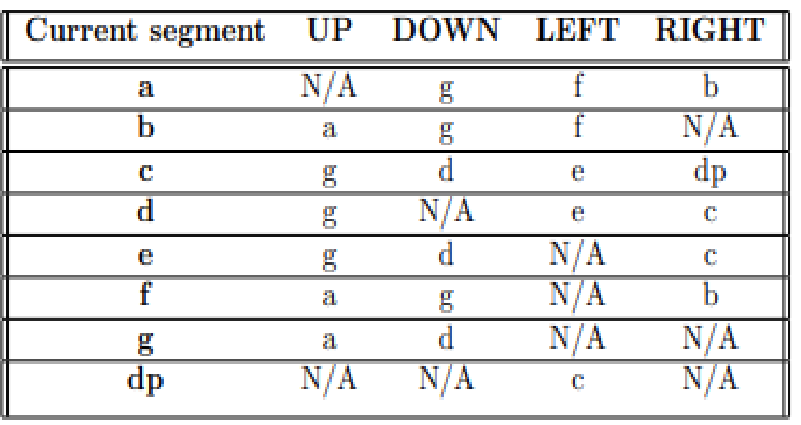 Current segment UP DOWN LEFT RIGHT
a N/A g f b
b a g f N/A
c g d e dp
d g N/A e c
e g d N/A c
f a g N/A b
g a d N/A N/A
dp N/A N/A c N/A